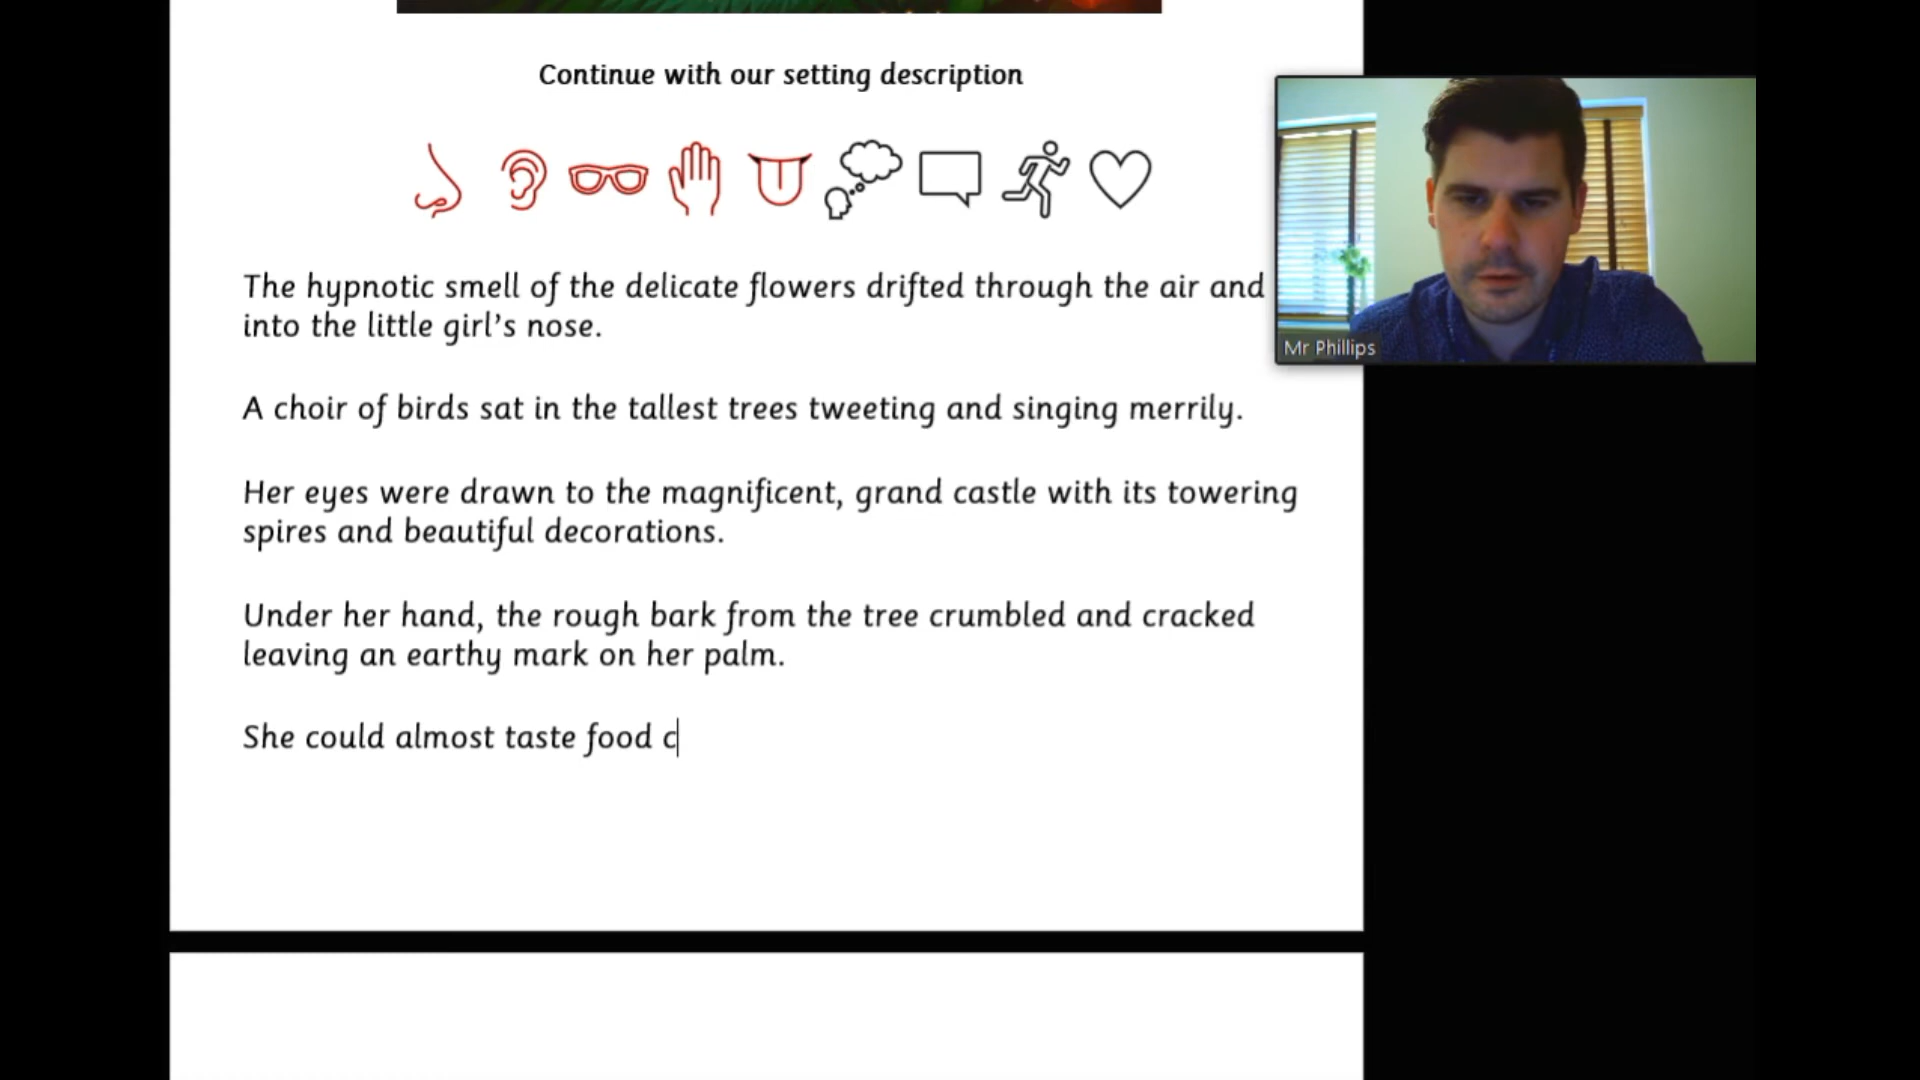 Continue with our setting description
Mr Phillips
The hypnotic smell of the delicate flowers drifted through the air and
into the little girl’s nose.
A choir of birds sat in the tallest trees tweeting and singing merrily.
Her eyes were drawn to the magnificent, grand castle with its towering
spires and beautiful decorations.
Under her hand, the rough bark from the tree crumbled and cracked
leaving an earthy mark on her palm.
She could almost taste food c